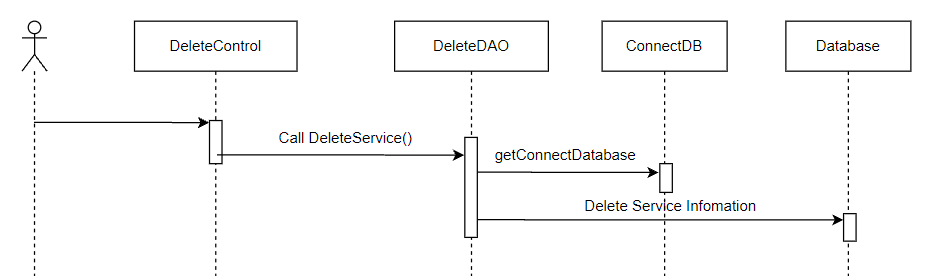 DeleteControl
DeleteDAO
ConnectDB
Database
Call DeleteService()
getConnectDatabase
Delete Service Infomation